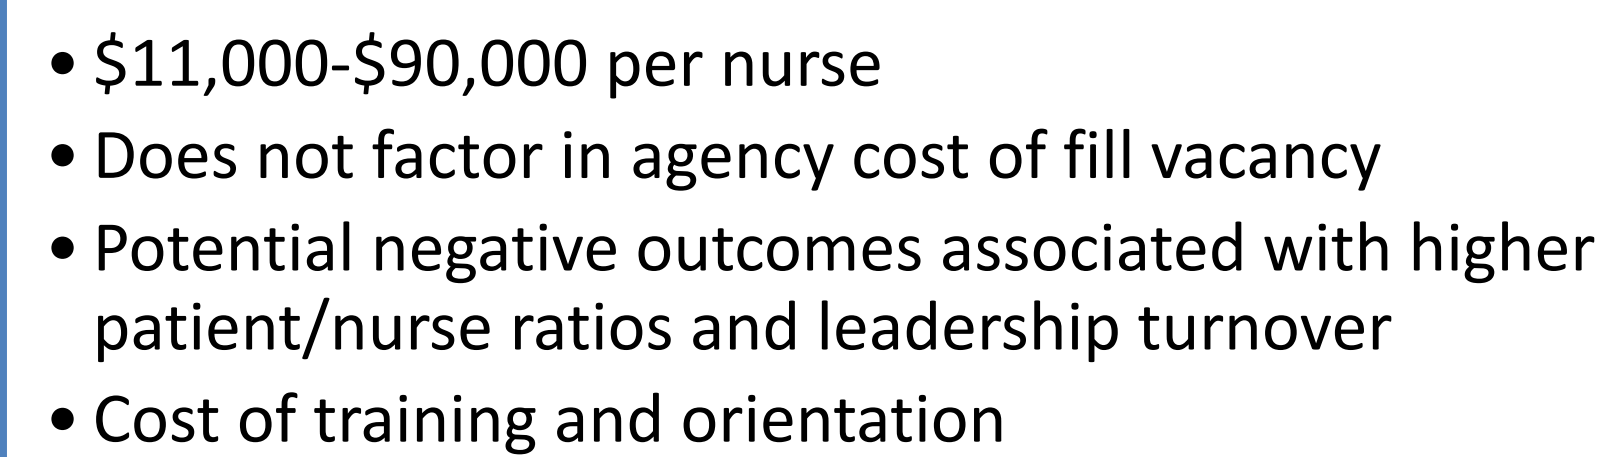 • $11,000-$90,000 per nurse
• Does not factor in agency cost of fill vacancy
• Potential negative outcomes associated with higher
patient/nurse ratios and leadership turnover
• Cost of training and orientation